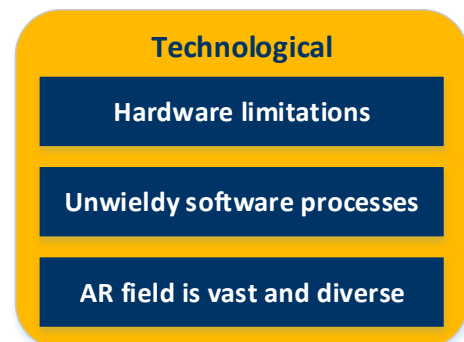 Technological
Hardware limitations
Unwieldy software processes
AR field is vast and diverse